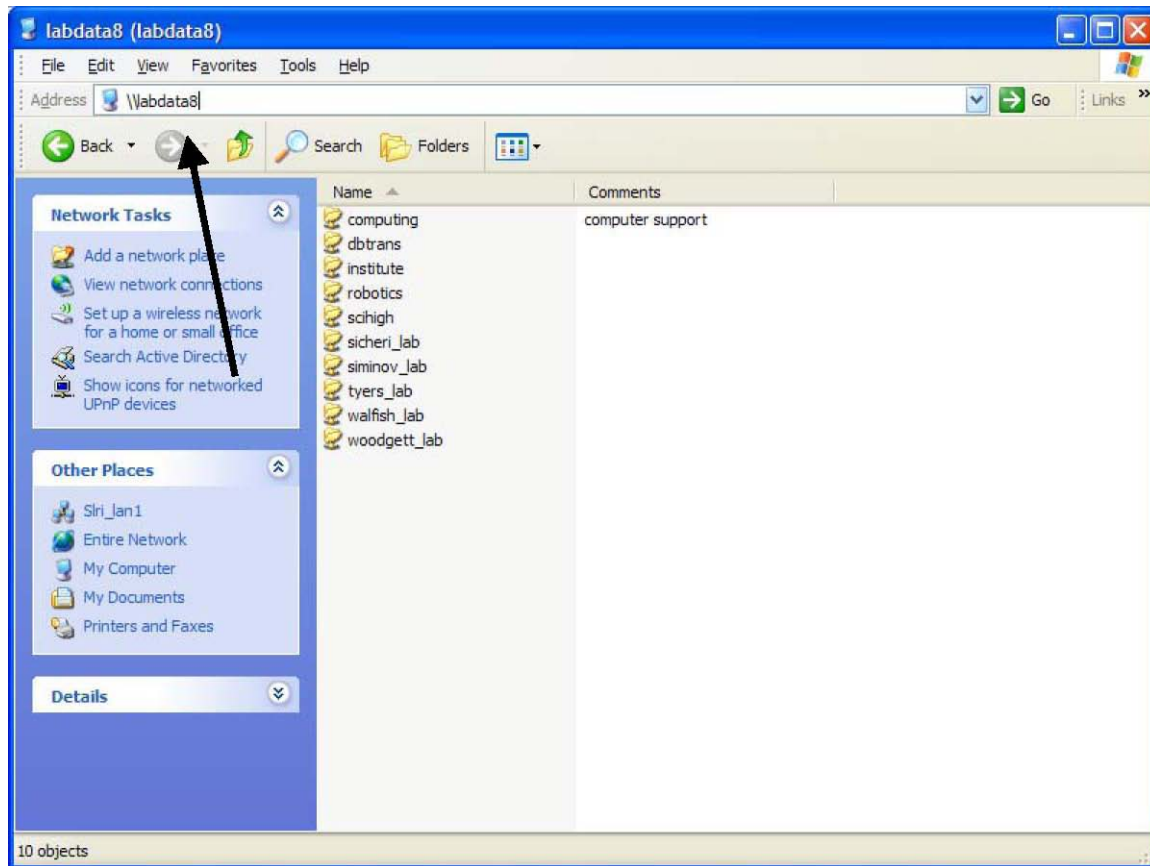 labdata8 (labdata8)
File Edit View Favorites Tools Help
Address \\labdata8 Go Links »
Back Search Folders
Network Tasks
Add a network place
View network connections
Set up a wireless network
for a home or small office
Search Active Directory
Show icons for networked
UPnP devices
Other Places
Slri_lan1
Entire Network
My Computer
My Documents
Printers and Faxes
Details
Name Comments
computing computer support
dbtrans
institute
robotics
scihigh
sicheri_lab
siminov_lab
tyers_lab
walfish_lab
woodgett_lab
10 objects